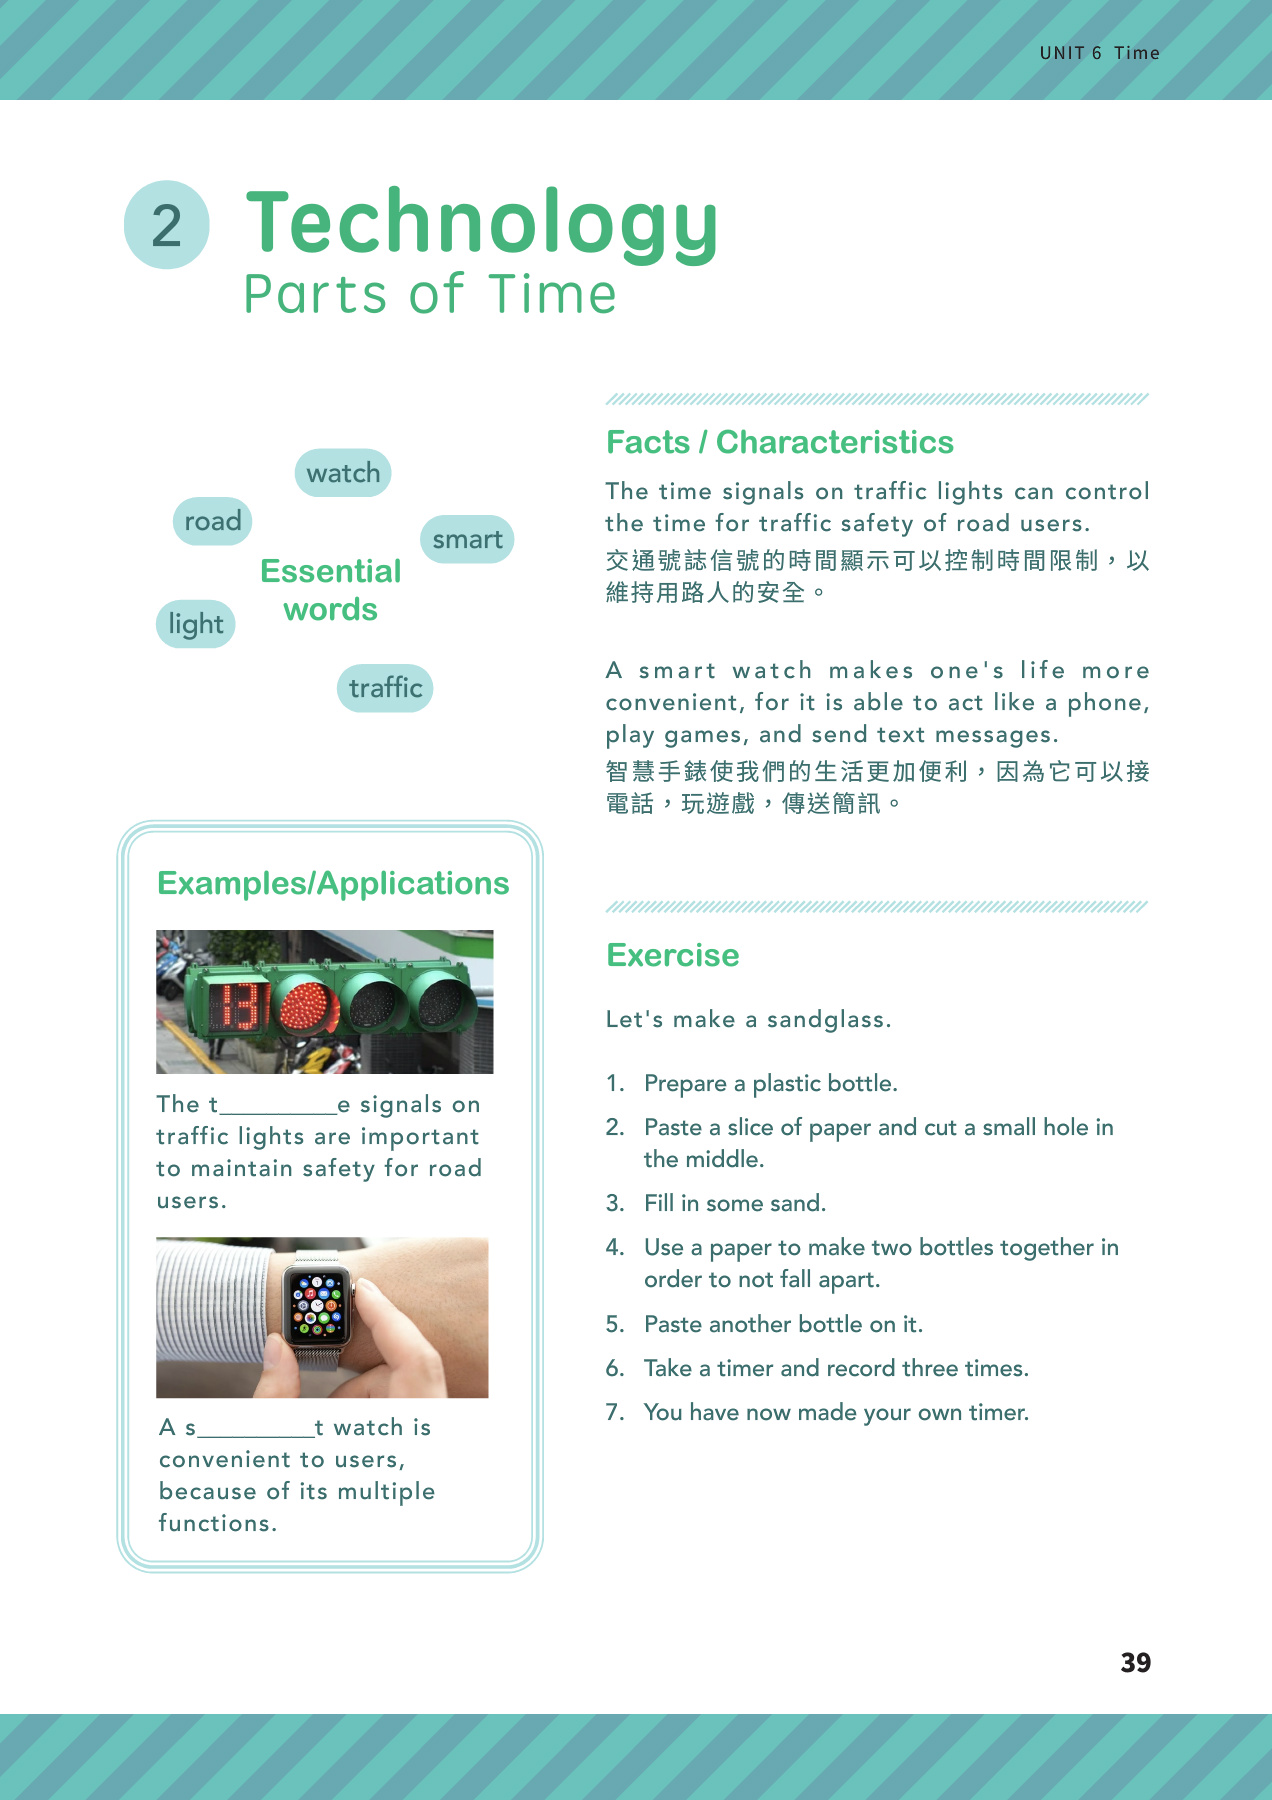 UNIT 6 Time
2
Technology
Parts of Time
watch
road
smart
Essential
words
light
traffic
Facts / Characteristics
The time signals on traffic lights can control
the time for traffic safety of road users.
交通號誌信號的時間顯示可以控制時間限制，以
維持用路人的安全。
A smart watch makes one's life more
convenient, for it is able to act like a phone,
play games, and send text messages.
智慧手錶使我們的生活更加便利，因為它可以接
電話，玩遊戲，傳送簡訊。
Examples/Applications
13
The t__________e signals on
traffic lights are important
to maintain safety for road
users.
A s__________t watch is
convenient to users,
because of its multiple
functions.
Exercise
Let's make a sandglass.
1. Prepare a plastic bottle.
2. Paste a slice of paper and cut a small hole in
the middle.
3. Fill in some sand.
4. Use a paper to make two bottles together in
order to not fall apart.
5. Paste another bottle on it.
6. Take a timer and record three times.
7. You have now made your own timer.
39